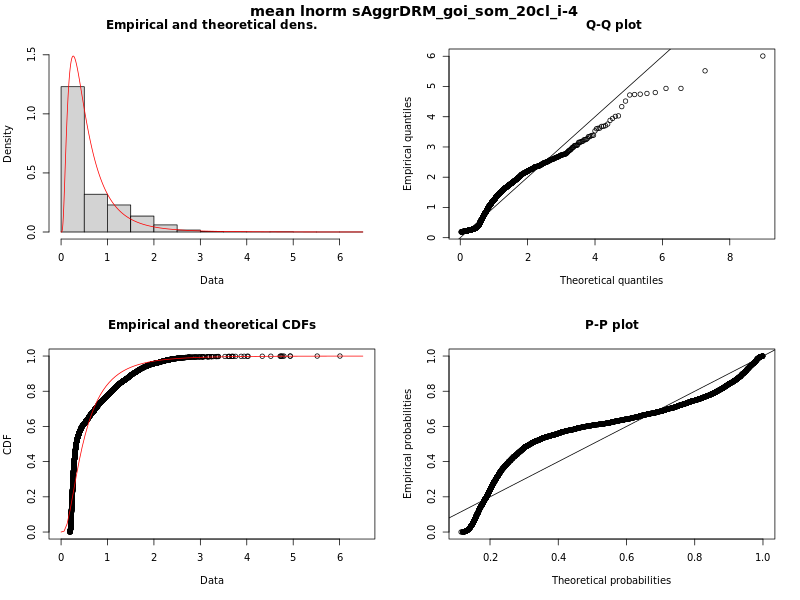 mean lnorm sAggrDRM_goi_som_20cl_i-4
Empirical and theoretical dens.
Density
0.0 0.5 1.0 1.5
0 1 2 3 4 5 6
Data
Q-Q plot
Empirical quantiles
0 1 2 3 4 5 6
0 2 4 6 8
Theoretical quantiles
Empirical and theoretical CDFs
CDF
0.0 0.2 0.4 0.6 0.8 1.0
0 1 2 3 4 5 6
Data
P-P plot
Empirical probabilities
0.0 0.2 0.4 0.6 0.8 1.0
0.2 0.4 0.6 0.8 1.0
Theoretical probabilities